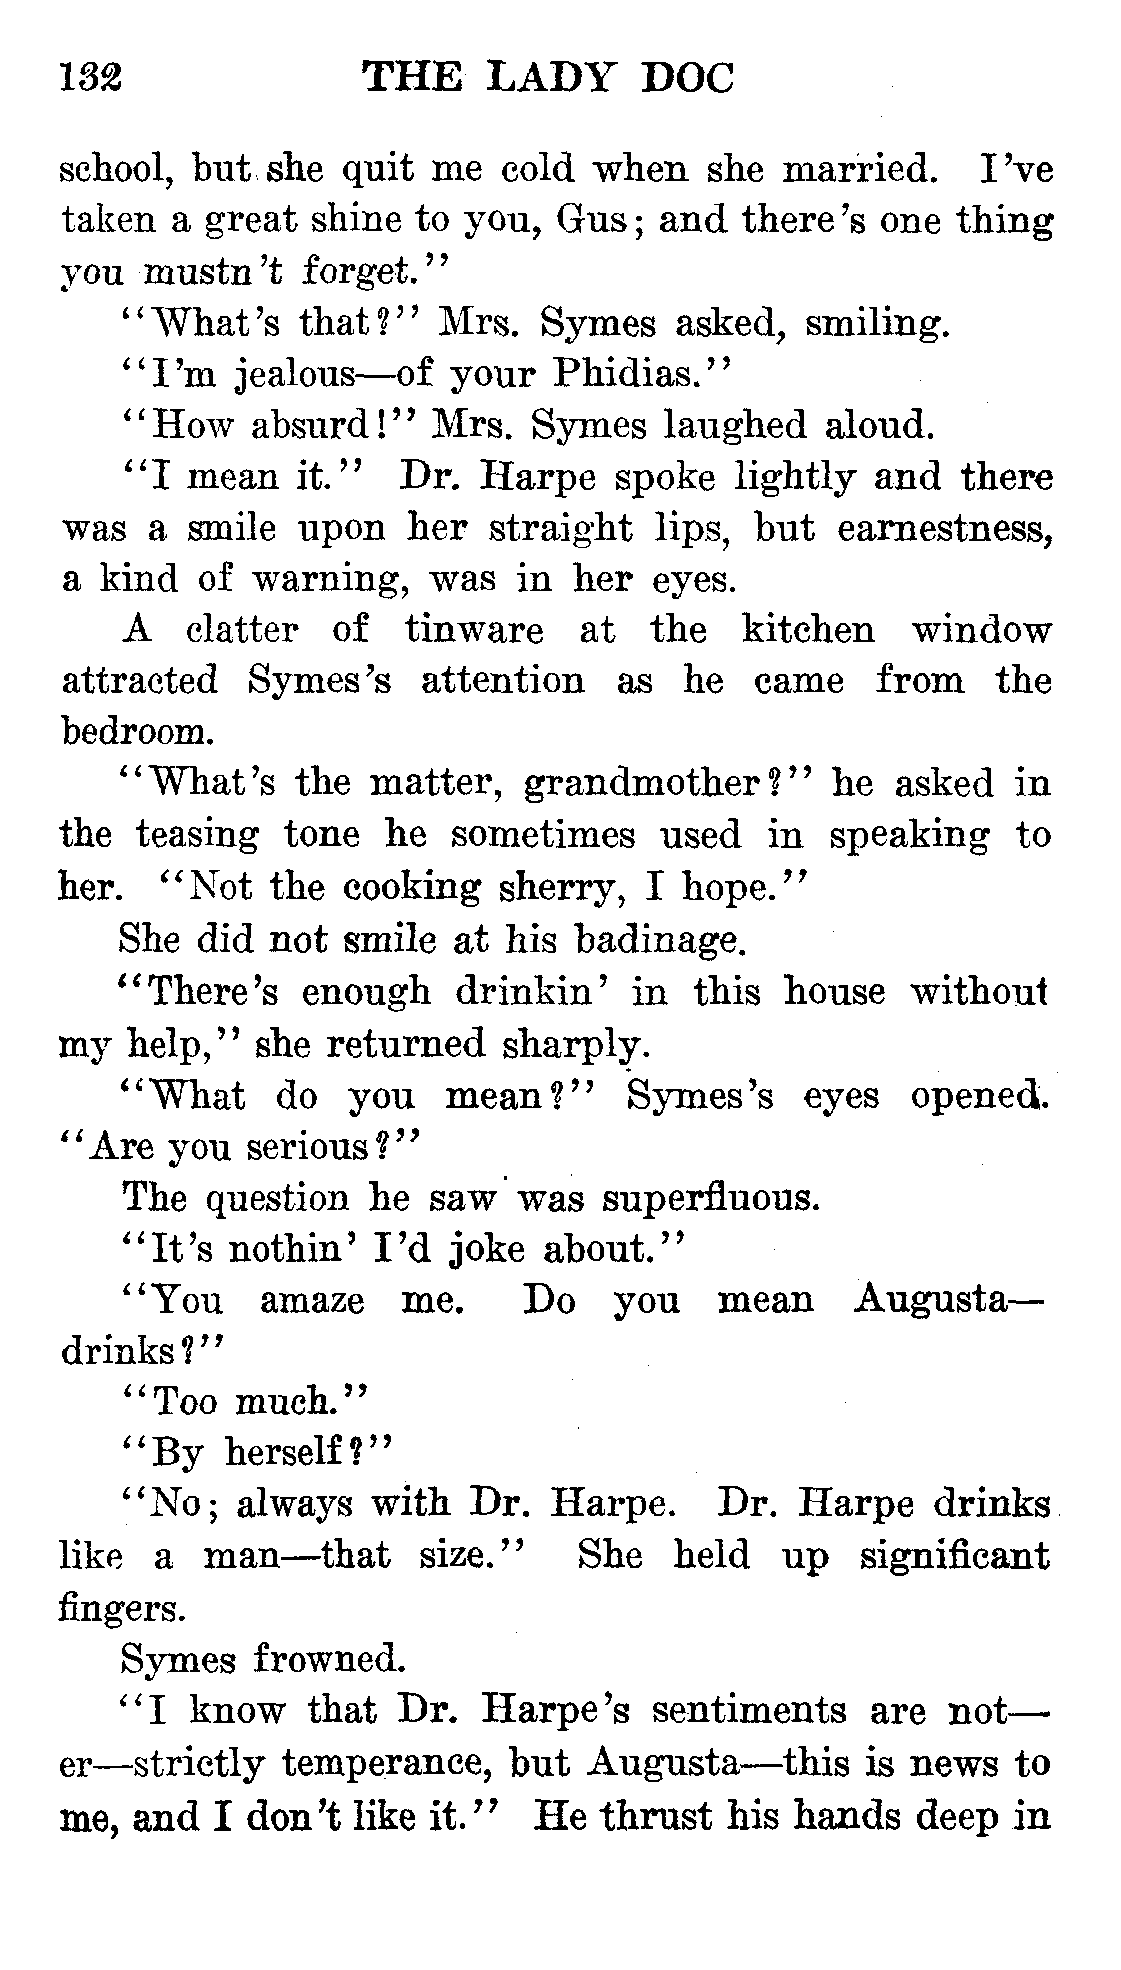 132 THE LADY DOC
school, but she quit me cold when she married. I've
taken a great shine to you, Gus; and there's one thing
you mustn't forget."
"What's that?" Mrs. Symes asked, smiling.
"I'm jealous—of your Phidias."
"How absurd!" Mrs. Symes laughed aloud.
"I mean it." Dr. Harpe spoke lightly and there
was a smile upon her straight lips, but earnestness,
a kind of warning, was in her eyes.
A clatter of tinware at the kitchen window
attracted Symes's attention as he came from the
bedroom.
"What's the matter, grandmother?" he asked in
the teasing tone he sometimes used in speaking to
her. "Not the cooking sherry, I hope."
She did not smile at his badinage.
"There's enough drinkin' in this house without
my help," she returned sharply.
"What do you mean?" Symes's eyes opened.
"Are you serious?"
The question he saw was superfluous.
"It's nothin' I'd joke about."
"You amaze me. Do you mean Augusta—
drinks?"
"Too much."
"By herself?"
"No; always with Dr. Harpe. Dr. Harpe drinks
like a man—that size." She held up significant
fingers.
Symes frowned.
"I know that Dr. Harpe's sentiments are not—
er—strictly temperance, but Augusta—this is news to
me, and I don't like it." He thrust his hands deep in